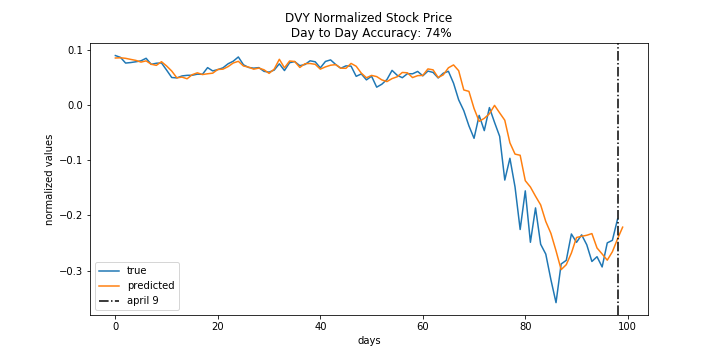 DVY Normalized Stock Price
Day to Day Accuracy: 74%
0.1
0.0
−0.1
−0.2
−0.3
normalized values
true
predicted
april 9
0 20 40 60 80 100
days